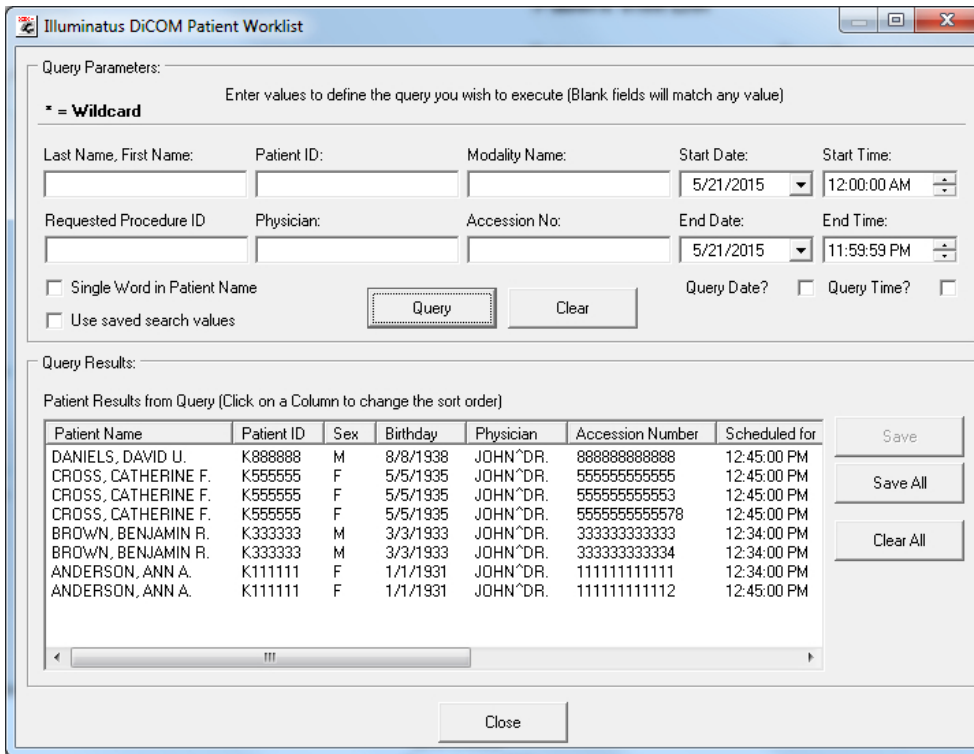 Illuminatus DiCOM Patient Worklist
Query Parameters:
Enter values to define the query you wish to execute (Blank fields will match any value)
* = Wildcard
Last Name, First Name: Patient ID: Modality Name: Start Date: Start Time:
5/21/2015 12:00:00 AM
Requested Procedure ID Physician: Accession No: End Date: End Time:
5/21/2015 11:59:59 PM
Single Word in Patient Name Query Clear Query Date? Query Time?
Use saved search values
Query Results:
Patient Results from Query (Click on a Column to change the sort order)
Patient Name Patient ID Sex Birthday Physician Accession Number Scheduled for
DANIELS, DAVID U. K888888 M 8/8/1938 JOHN^DR. 888888888888 12:45:00 PM
CROSS, CATHERINE F. K555555 F 5/5/1935 JOHN^DR. 555555555555 12:45:00 PM
CROSS, CATHERINE F. K555555 F 5/5/1935 JOHN^DR. 555555555553 12:45:00 PM
CROSS, CATHERINE F. K555555 F 5/5/1935 JOHN^DR. 5555555555578 12:45:00 PM
BROWN, BENJAMIN R. K333333 M 3/3/1933 JOHN^DR. 333333333333 12:34:00 PM
BROWN, BENJAMIN R. K333333 M 3/3/1933 JOHN^DR. 333333333334 12:34:00 PM
ANDERSON, ANN A. K111111 F 1/1/1931 JOHN^DR. 111111111111 12:34:00 PM
ANDERSON, ANN A. K111111 F 1/1/1931 JOHN^DR. 111111111112 12:45:00 PM
Save
Save All
Clear All
Close